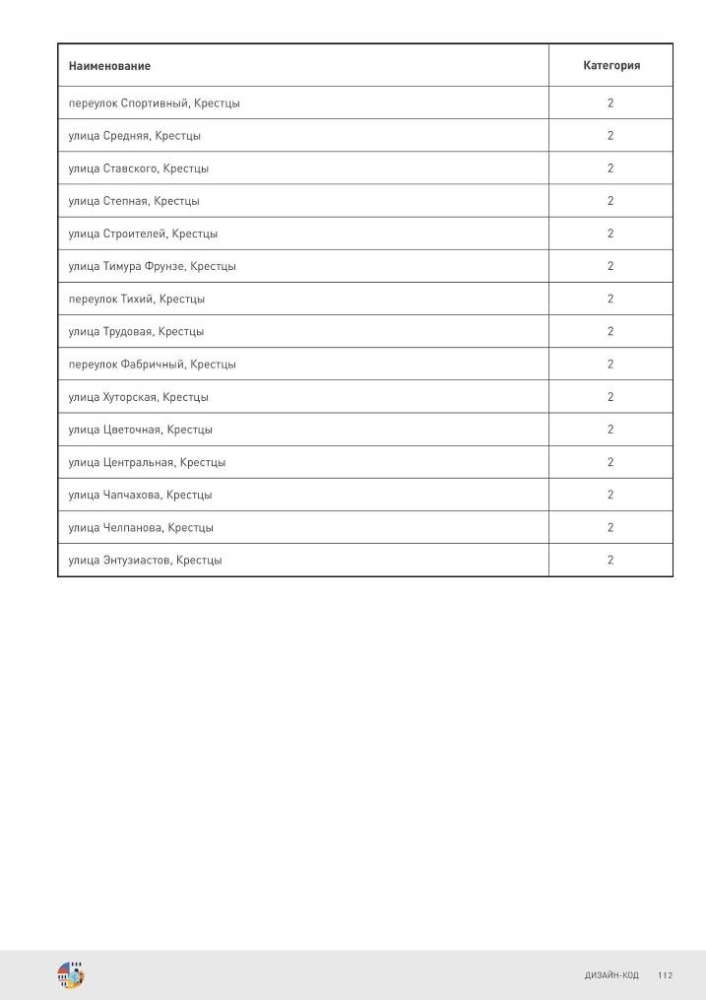 Наименование Категория
переулок Спортивный, Крестцы 2
улица Средняя, Крестцы 2
улица Ставского, Крестцы 2
улица Степная, Крестцы 2
улица Строителей, Крестцы 2
улица Тимура Фрунзе, Крестцы 2
переулок Тихий, Крестцы 2
улица Трудовая, Крестцы 2
переулок Фабричный, Крестцы 2
улица Хуторская, Крестцы 2
улица Цветочная, Крестцы 2
улица Центральная, Крестцы 2
улица Чапчахова, Крестцы 2
улица Челпанова, Крестцы 2
улица Энтузиастов, Крестцы 2
ДИЗАЙН-КОД 112